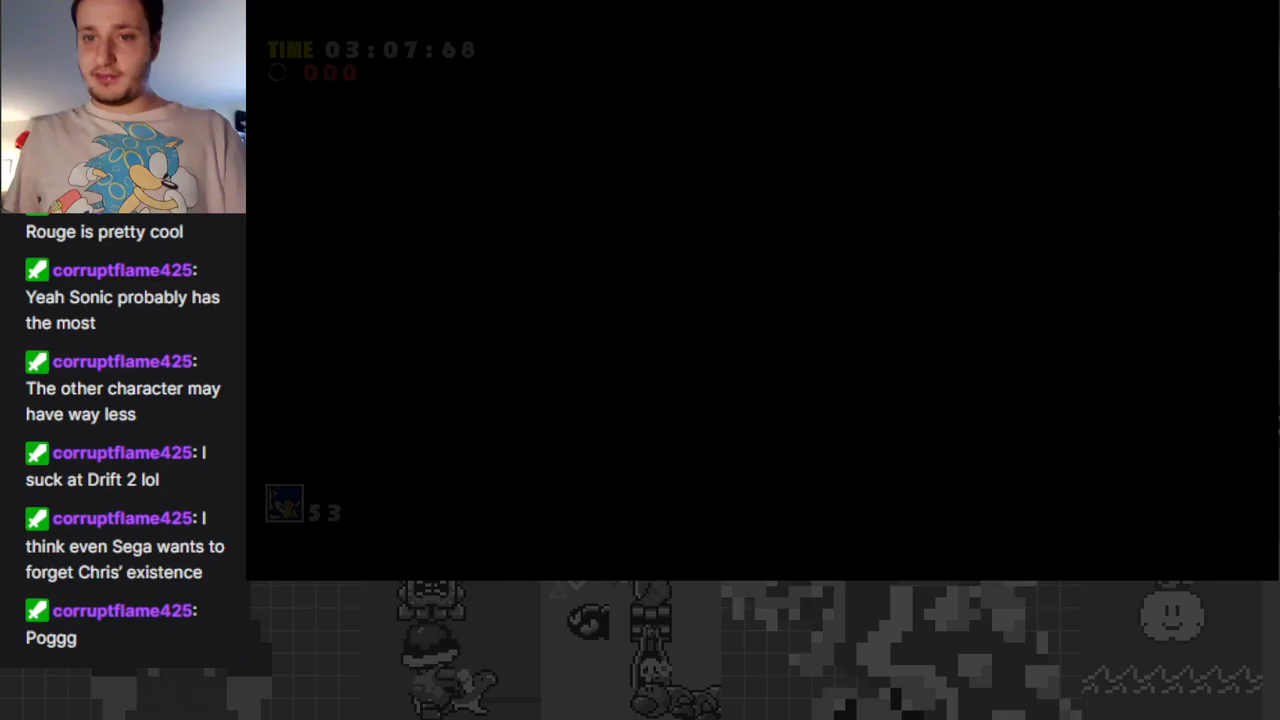 TIME 03:07:68
000
Rouge is pretty cool
corruptflame425:
Yeah Sonic probably has
the most
corruptflame425:
The other character may
have way less
corruptflame425: I
suck at Drift 2 lol
corruptflame425: I
think even Sega wants to
forget Chris’ existence
corruptflame425:
Poggg
53